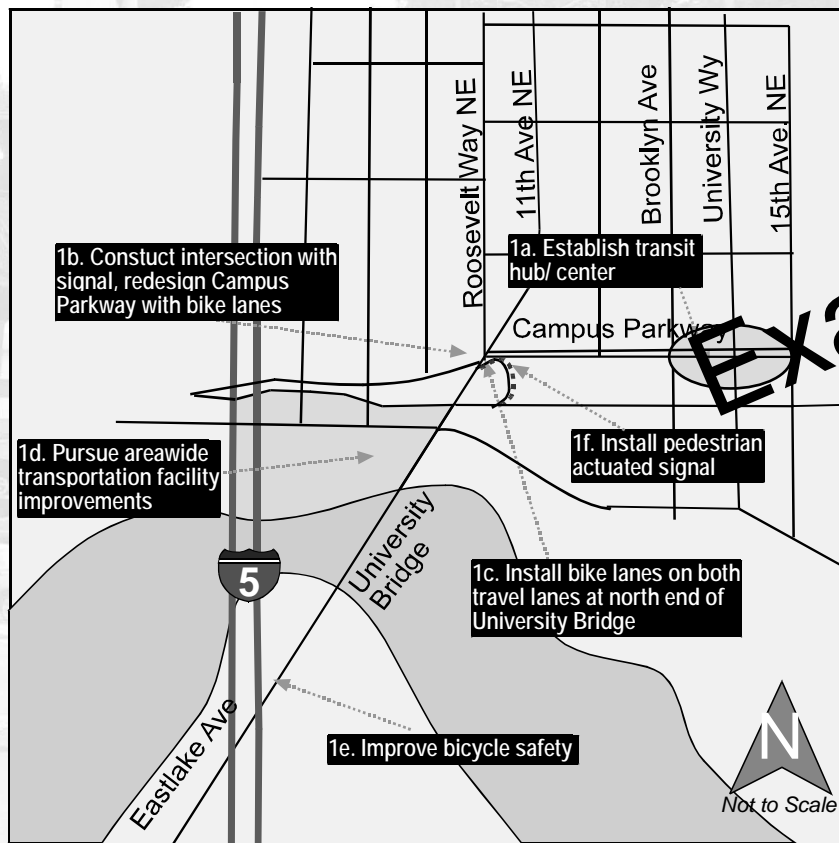 Roosevelt Way NE
11th Ave NE
Brooklyn Ave
University Wy
15th Ave. NE
1b. Constuct intersection with
signal, redesign Campus
Parkway with bike lanes
1a. Establish transit
hub/ center
Campus Parkway
Exa
1d. Pursue areawide
transportation facility
improvements
1f. Install pedestrian
actuated signal
University
Bridge
5
1c. Install bike lanes on both
travel lanes at north end of
University Bridge
Eastlake Ave
1e. Improve bicycle safety
N
Not to Scale